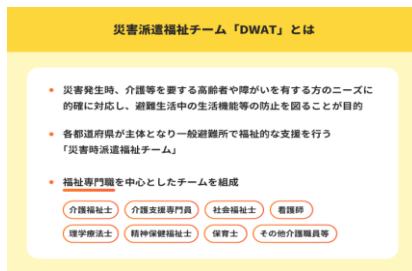 災害派遣福祉チーム「DWAT」とは
• 災害発生時、介護等を要する高齢者や障がいを有する方のニーズに
的確に対応し、避難生活中の生活機能等の防止を図ることが目的
• 各都道府県が主体となり一般避難所で福祉的な支援を行う
「災害時派遣福祉チーム」
• 福祉専門職を中心としたチームを組成
介護福祉士 介護支援専門員 社会福祉士 看護師
理学療法士 精神保健福祉士 保育士 その他介護職員等